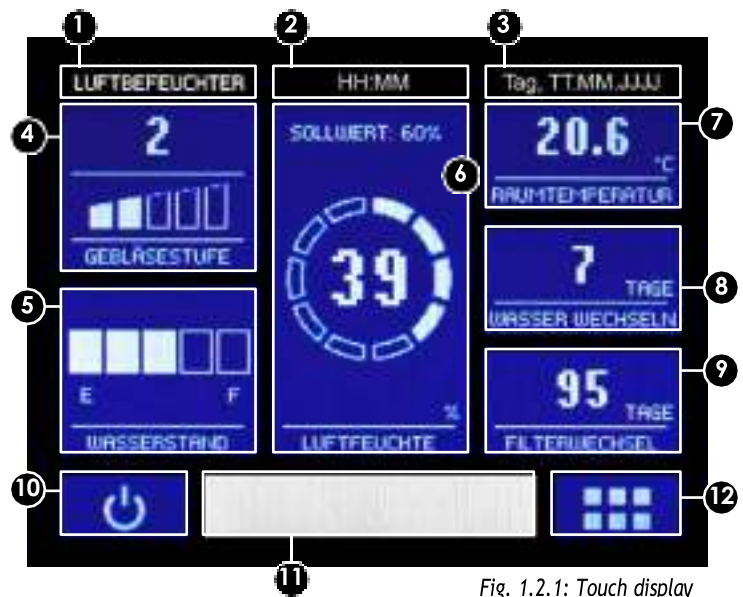 1 2 3
LUFTBEFEUCHTER HH:MM Tag, TT.MM.JJJJ
4
2
GEBLÄSESTUFE
5
E F
WASSERSTAND
SOLLWERT: 60%
6
39
%
LUFTFEUCHTE
7
20.6
°C
RAUMTEMPERATUR
8
7
TAGE
WASSER WECHSELN
9
95
TAGE
FILTERWECHSEL
10
11
12
Fig. 1.2.1: Touch display